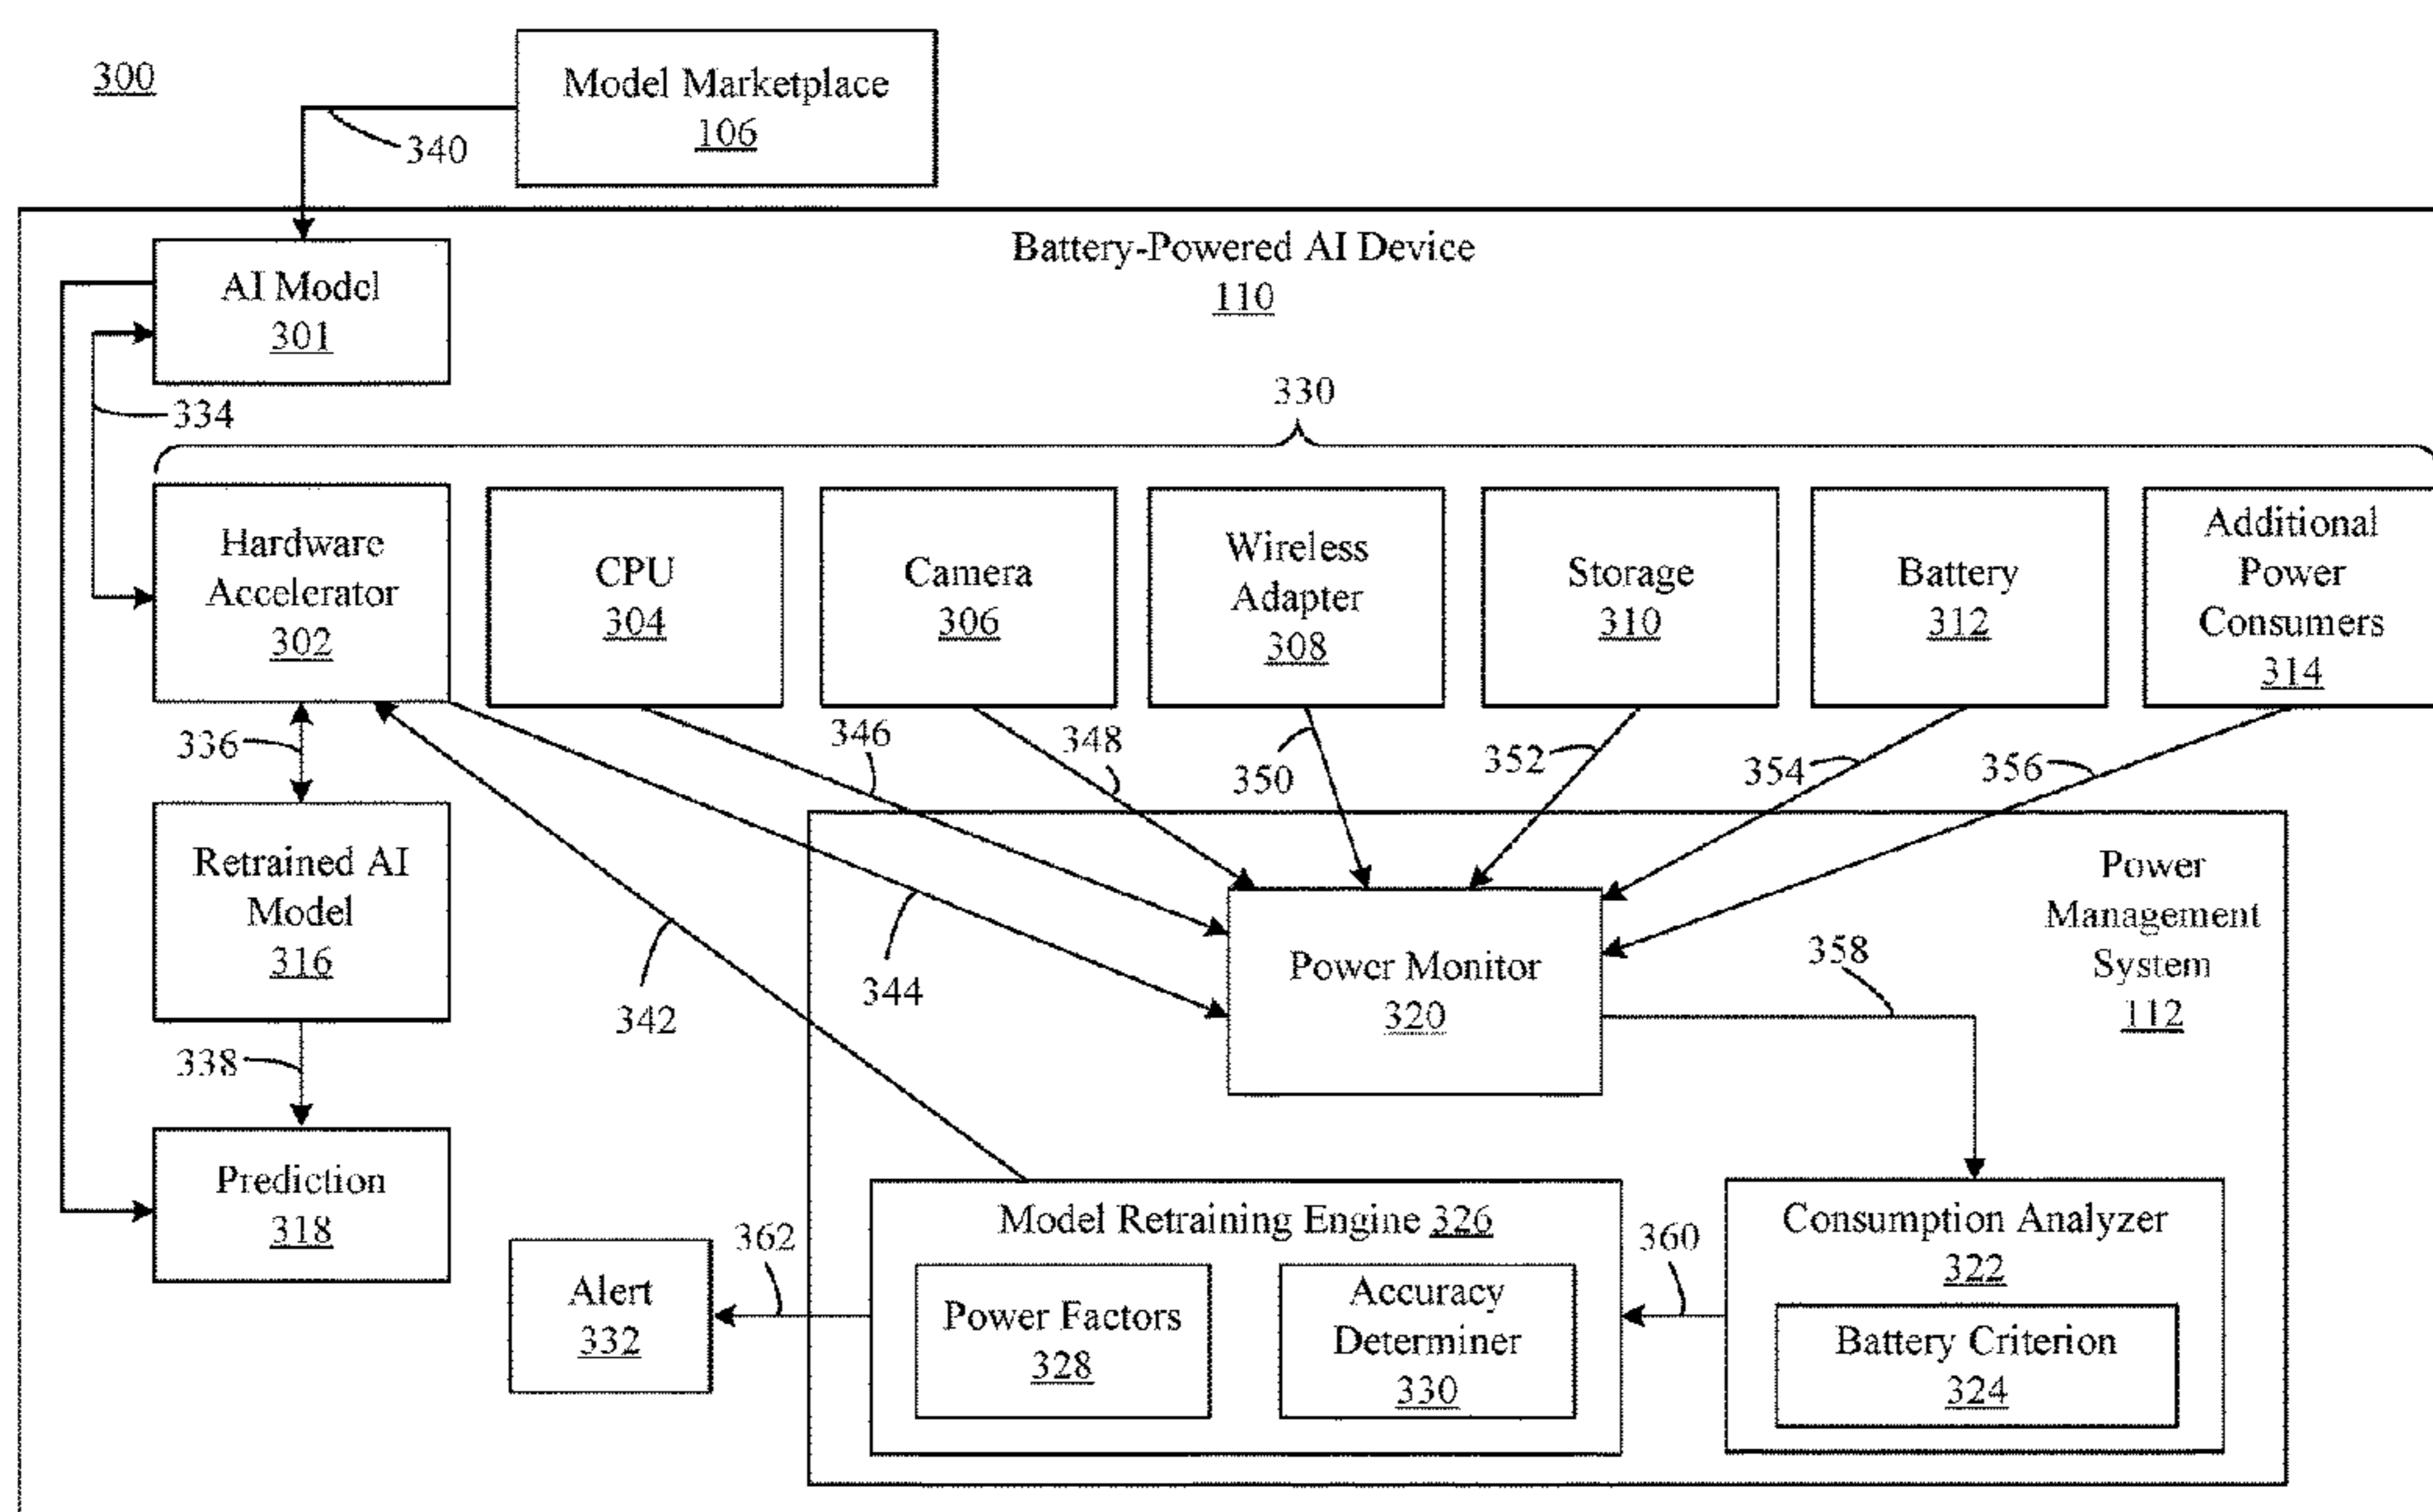 300
Model Marketplace
106
340
Battery-Powered AI Device
110
AI Model
301
334
330
Hardware
Accelerator
302
CPU
304
Camera
306
Wireless
Adapter
308
Storage
310
Battery
312
Additional
Power
Consumers
314
336
346
348
350
352
354
356
Retrained AI
Model
316
342
344
Power Monitor
320
358
Power
Management
System
112
338
Prediction
318
Alert
332
362
Model Retraining Engine 326
Power Factors
328
Accuracy
Determiner
330
360
Consumption Analyzer
322
Battery Criterion
324